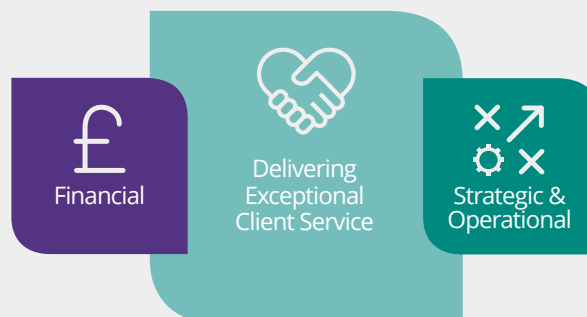 £
Financial
Delivering
Exceptional
Client Service
Strategic &
Operational